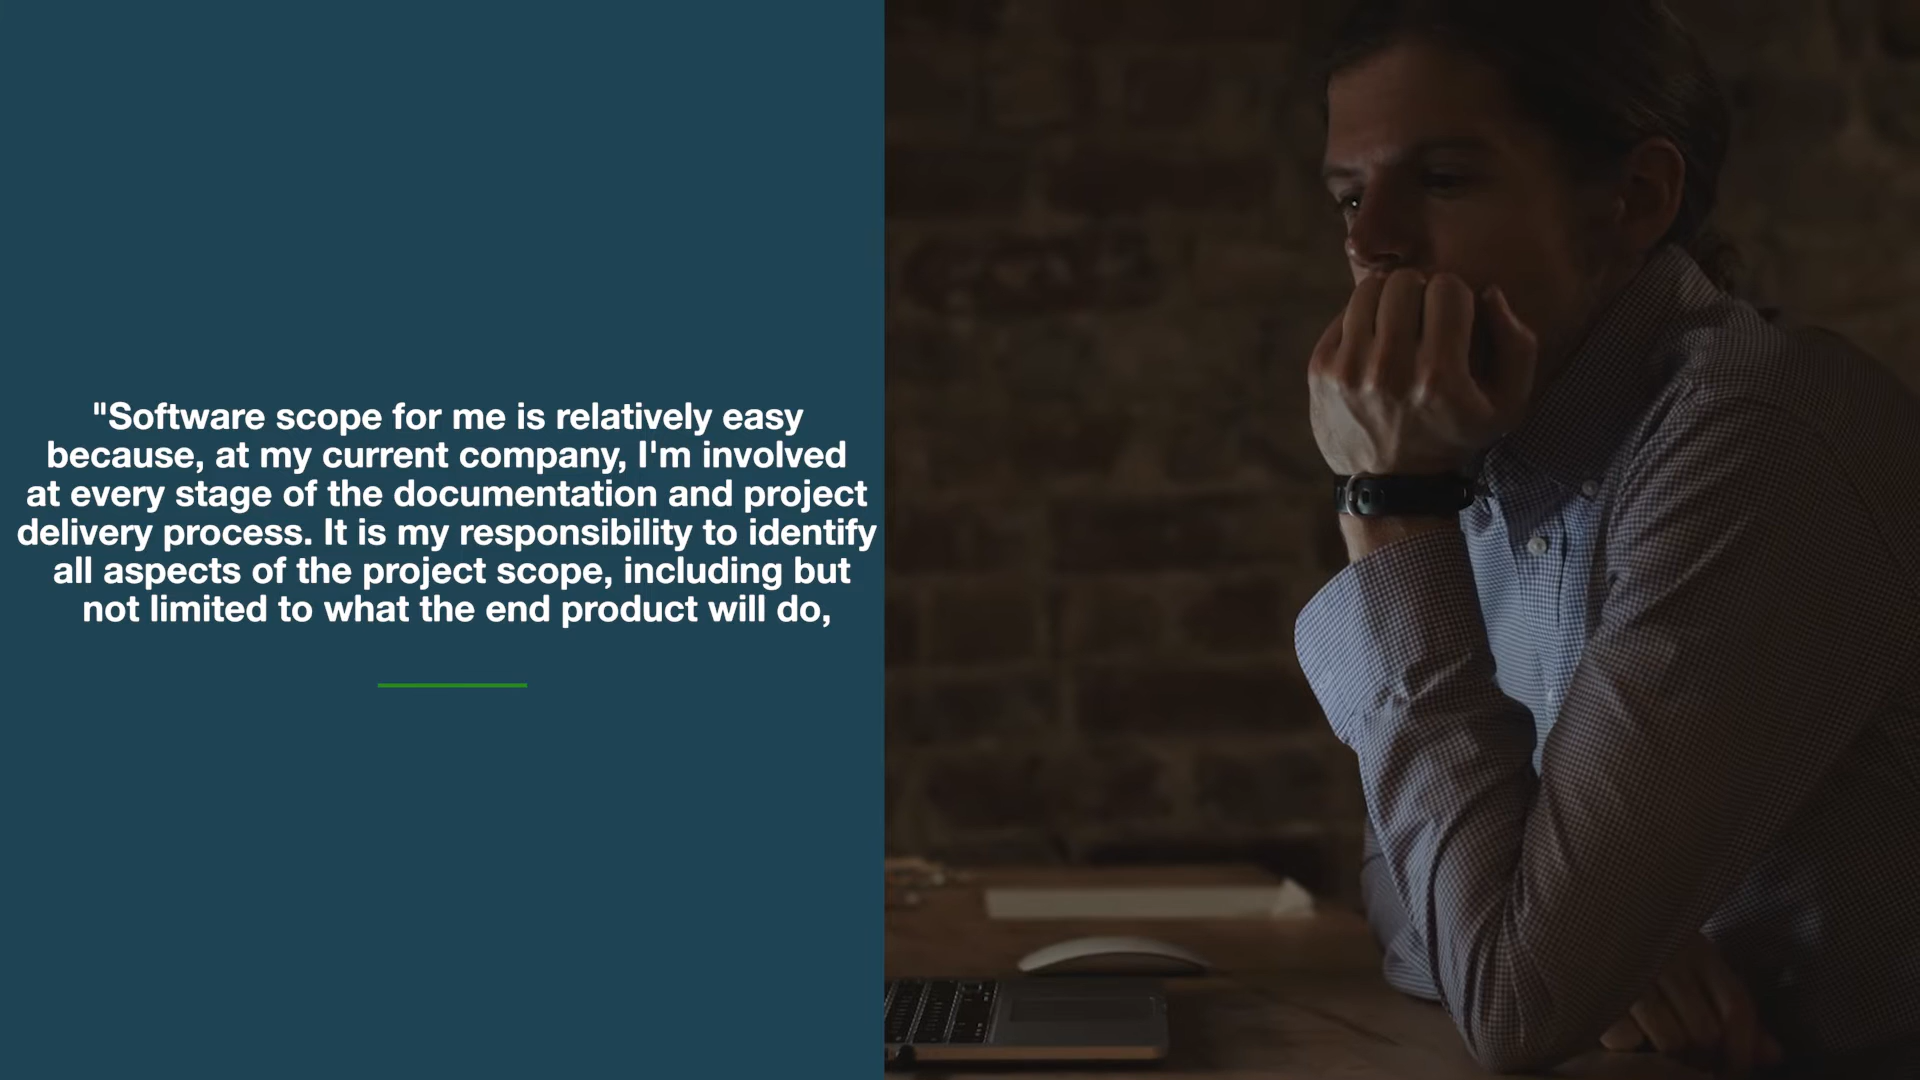 "Software scope for me is relatively easy
because, at my current company, I'm involved
at every stage of the documentation and project
delivery process. It is my responsibility to identify
all aspects of the project scope, including but
not limited to what the end product will do,